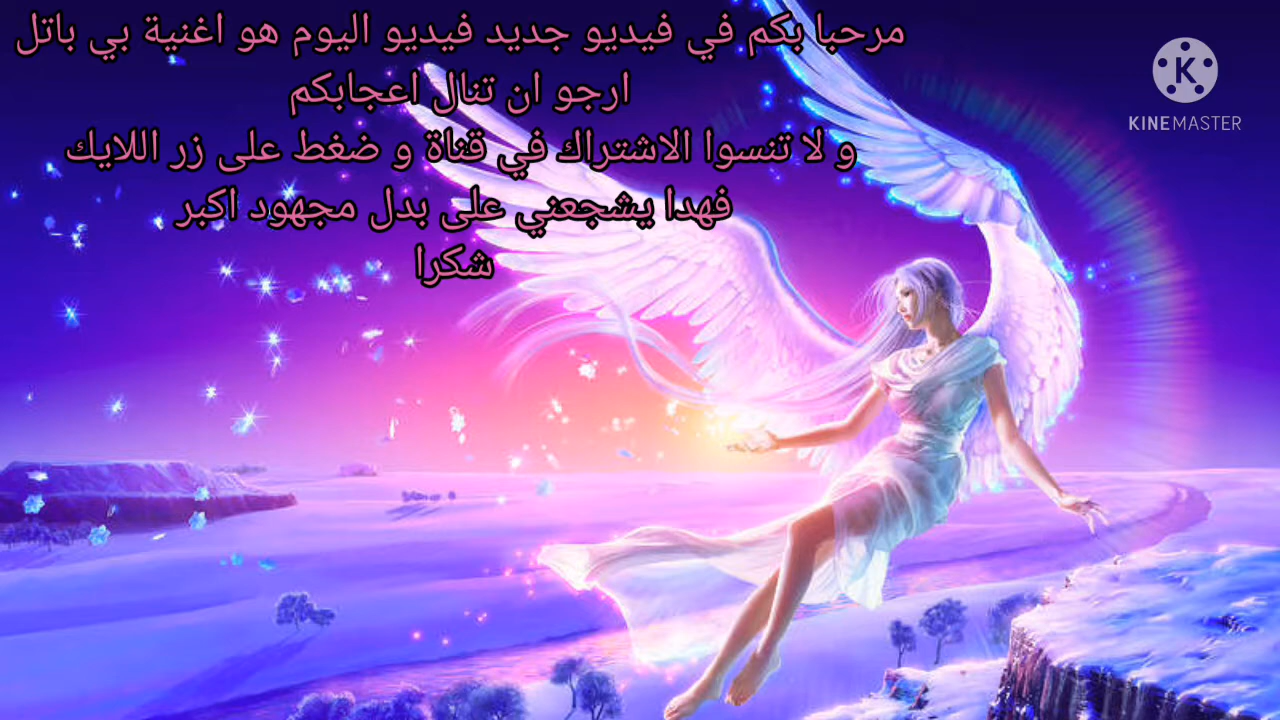 مرحبا بكم في فيديو جديد فيديو اليوم هو اغنية بي باتل
ارجو ان تنال اعجابكم
و لا تنسوا الاشتراك في قناة و ضغط على زر اللايك
فهدا يشجعني على بدل مجهود اكبر
شكرا
K
KINEMASTER